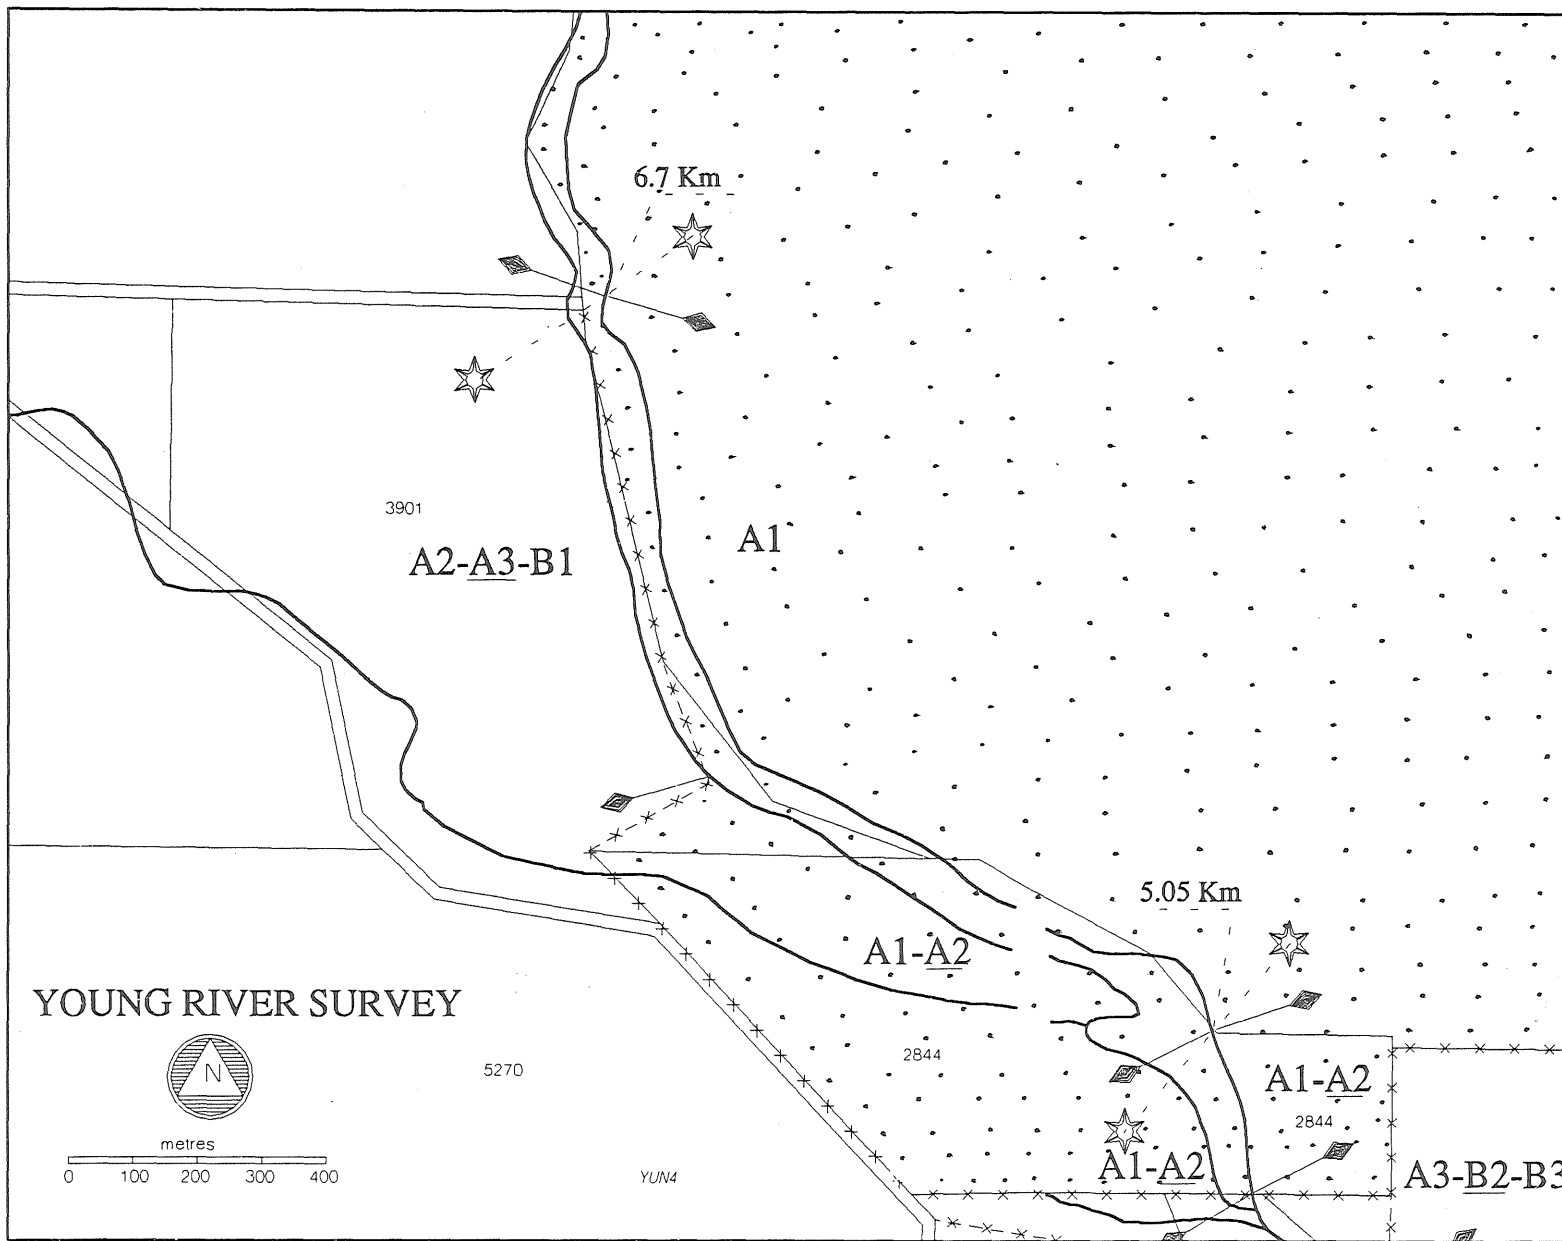 6.7 Km
3901
A2-A3-B1
A1
5.05 Km
A1-A2
YOUNG RIVER SURVEY
N
metres
0 100 200 300 400
5270
YUN4
2844
A1-A2
2844
A1-A2
A3-B2-B3